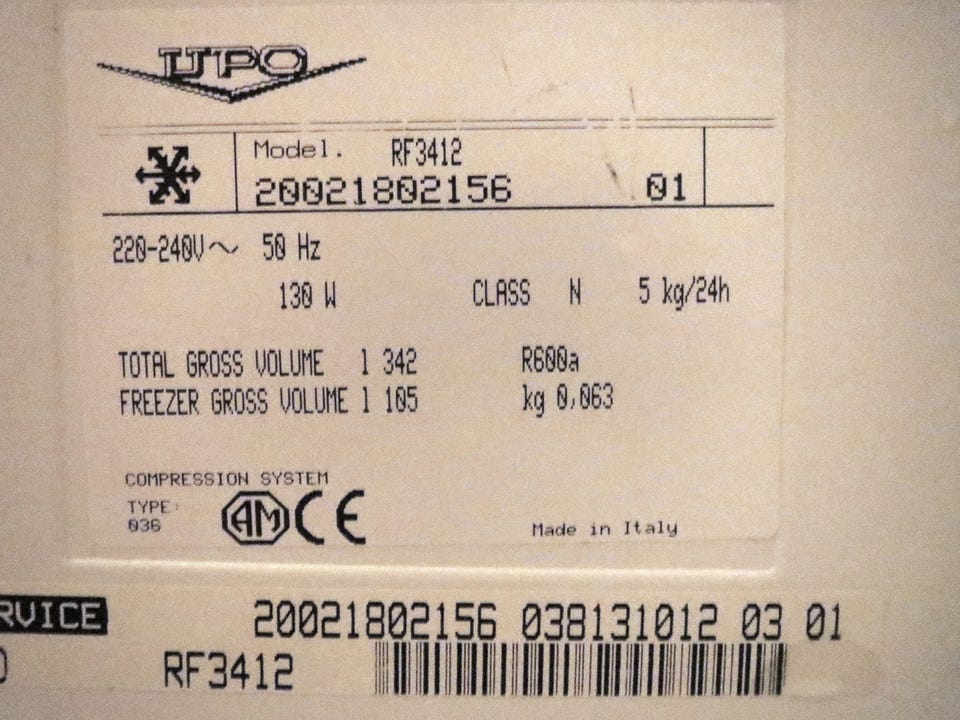 UPO
Model. RF3412
20021802156 01
220-240V~ 50 Hz
130 W CLASS N 5 kg/24h
TOTAL GROSS VOLUME l 342 R600a
FREEZER GROSS VOLUME l 105 kg 0,063
COMPRESSION SYSTEM
TYPE:
036
AM CE
Made in Italy
RVICE 20021802156 038131012 03 01
RF3412